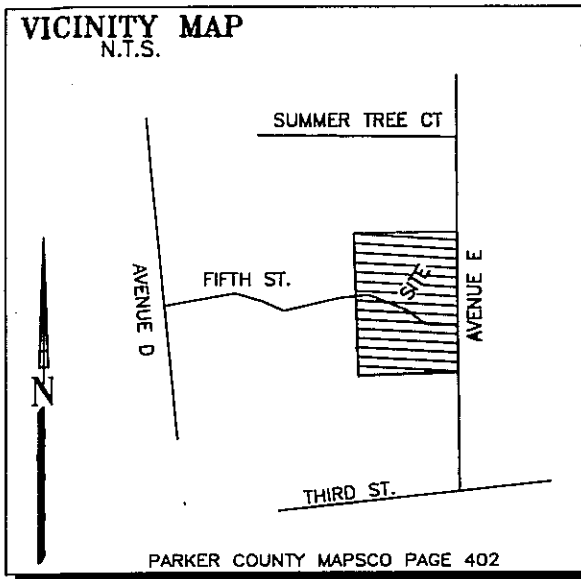 VICINITY MAP
N.T.S.
SUMMER TREE CT
AVENUE D
FIFTH ST.
SITE
AVENUE E
N
THIRD ST.
PARKER COUNTY MAPSCO PAGE 402